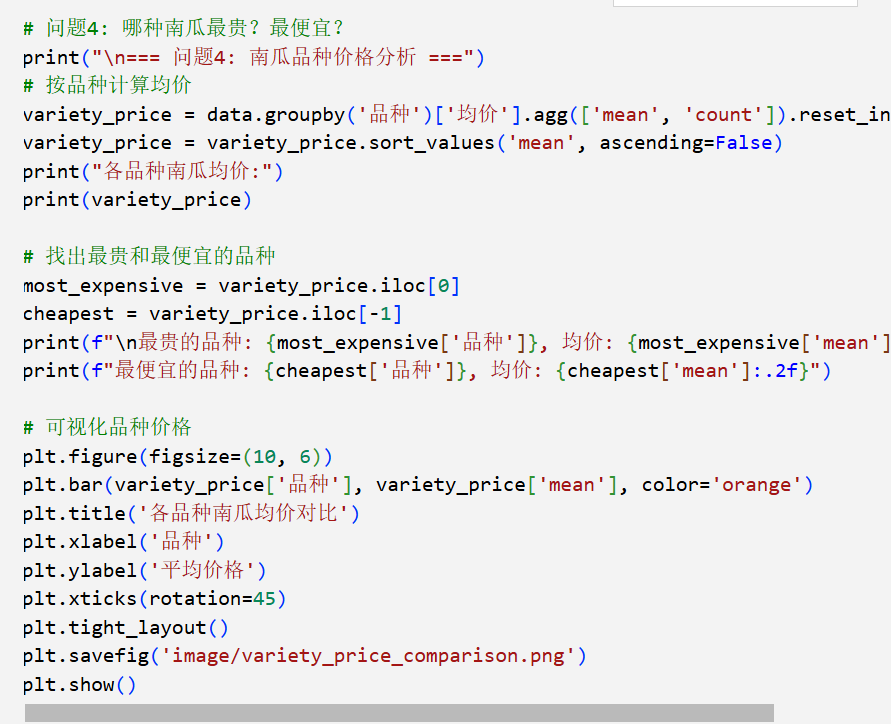 # 问题4: 哪种南瓜最贵？最便宜？
print("\n=== 问题4: 南瓜品种价格分析 ===")
# 按品种计算均价
variety_price = data.groupby('品种')['均价'].agg(['mean', 'count']).reset_in
variety_price = variety_price.sort_values('mean', ascending=False)
print("各品种南瓜均价:")
print(variety_price)
# 找出最贵和最便宜的品种
most_expensive = variety_price.iloc[0]
cheapest = variety_price.iloc[-1]
print(f"\n最贵的品种: {most_expensive['品种']}, 均价: {most_expensive['mean']
print(f"最便宜的品种: {cheapest['品种']}, 均价: {cheapest['mean']:.2f}")
# 可视化品种价格
plt.figure(figsize=(10, 6))
plt.bar(variety_price['品种'], variety_price['mean'], color='orange')
plt.title('各品种南瓜均价对比')
plt.xlabel('品种')
plt.ylabel('平均价格')
plt.xticks(rotation=45)
plt.tight_layout()
plt.savefig('image/variety_price_comparison.png')
plt.show()